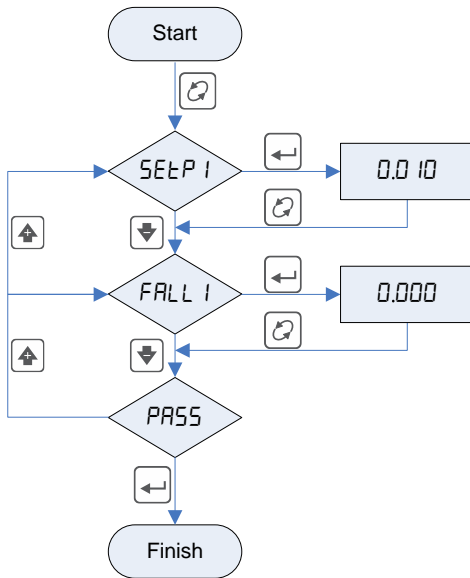 Start
SEtP1
0.010
FALL1
0.000
PASS
Finish